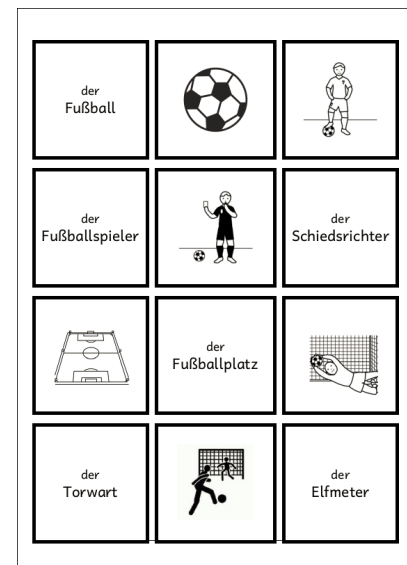 der
Fußball
der
Fußballspieler
der
Schiedsrichter
der
Fußballplatz
der
Torwart
der
Elfmeter